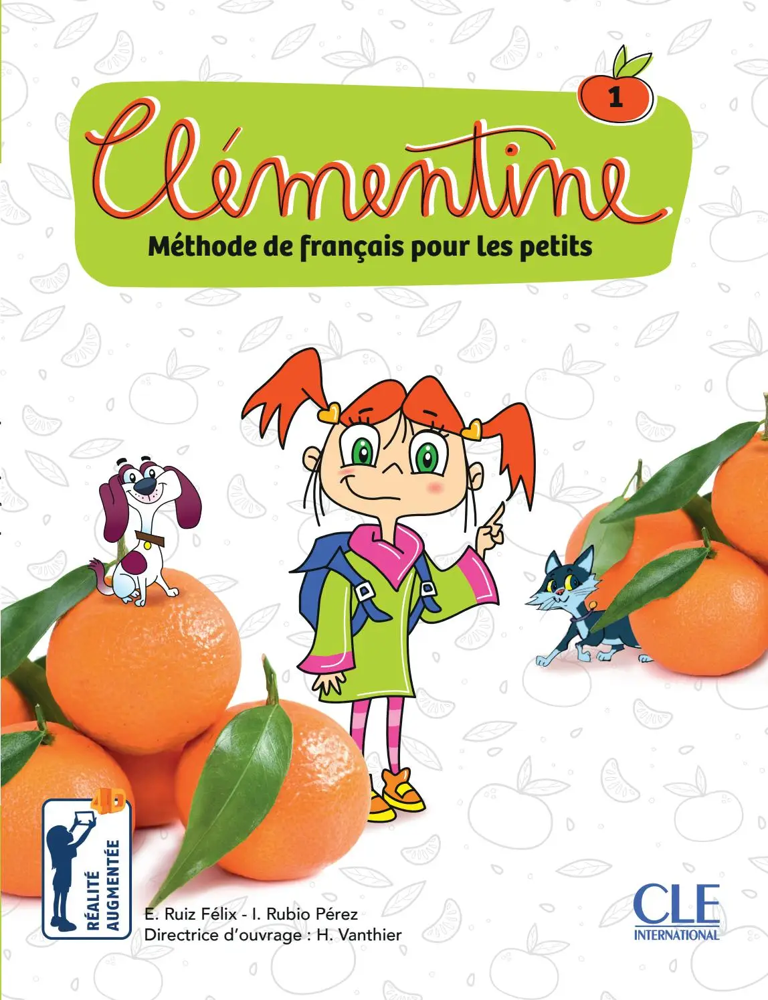 1
Clémentine
Méthode de français pour les petits
4D
RÉALITÉ
AUGMENTÉE
E. Ruiz Félix - I. Rubio Pérez
Directrice d'ouvrage : H. Vanthier
CLE
INTERNATIONAL